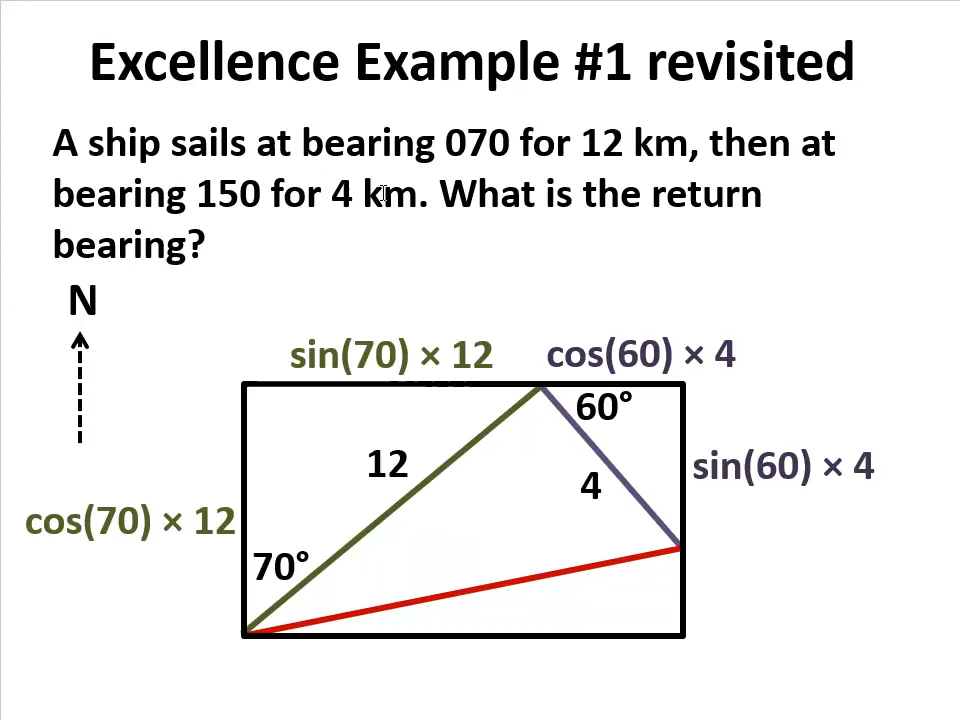 Excellence Example #1 revisited
A ship sails at bearing 070 for 12 km, then at
bearing 150 for 4 km. What is the return
bearing?
N
sin(70) × 12
cos(60) × 4
60°
12
4
sin(60) × 4
cos(70) × 12
70°